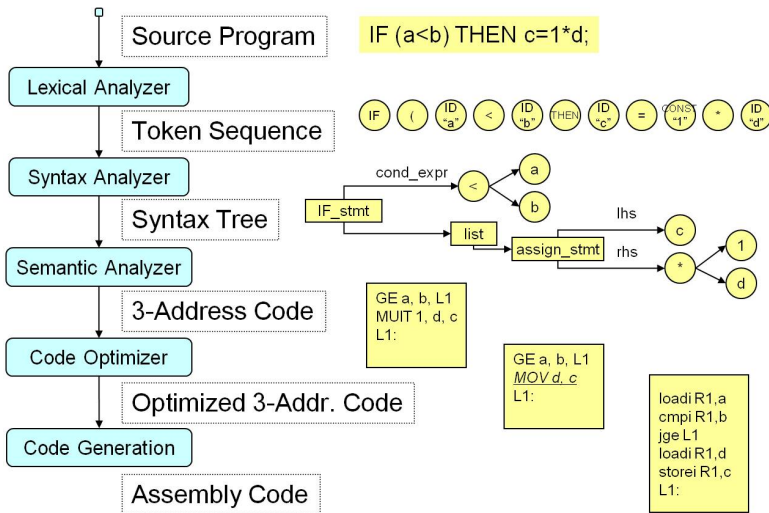 Source Program
IF (a<b) THEN c=1*d;
Lexical Analyzer
Token Sequence
IF ( ID "a" < ID "b" THEN ID "c" = CONST "1" * ID "d"
Syntax Analyzer
Syntax Tree
cond_expr
<
a
b
IF_stmt
list
assign_stmt
lhs
c
rhs
*
1
d
Semantic Analyzer
3-Address Code
GE a, b, L1
MUlT 1, d, c
L1:
Code Optimizer
Optimized 3-Addr. Code
GE a, b, L1
MOV d, c
L1:
Code Generation
Assembly Code
loadi R1,a
cmpi R1,b
jge L1
loadi R1,d
storei R1,c
L1: